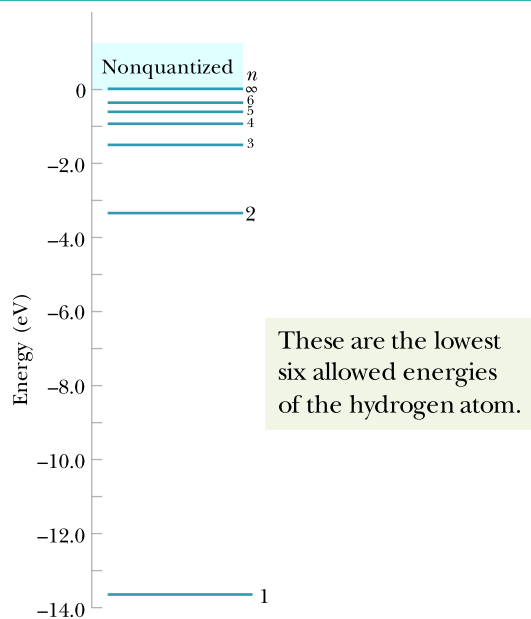 Nonquantized
n
0
∞
6
5
4
3
−2.0
2
−4.0
−6.0
Energy (eV)
These are the lowest
six allowed energies
of the hydrogen atom.
−8.0
−10.0
−12.0
1
−14.0